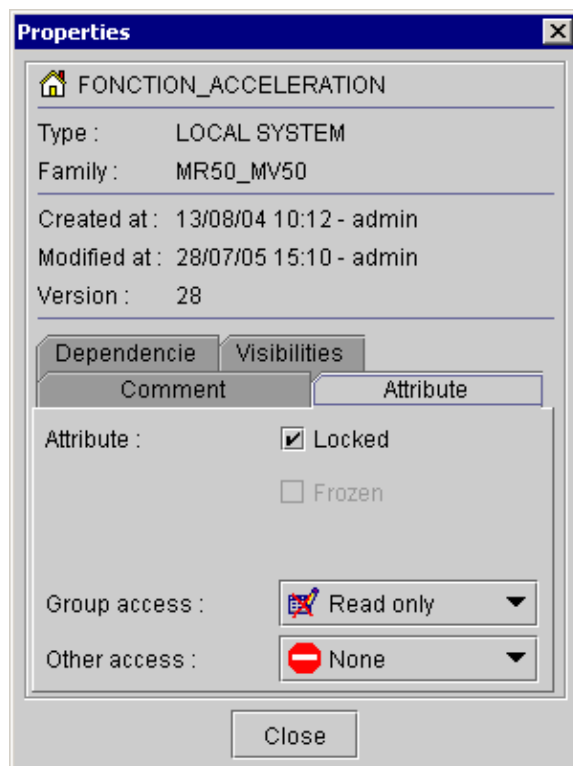 Properties
FONCTION_ACCELERATION
Type : LOCAL SYSTEM
Family : MR50_MV50
Created at : 13/08/04 10:12 - admin
Modified at : 28/07/05 15:10 - admin
Version : 28
Dependencie Visibilities
Comment Attribute
Attribute : Locked
Frozen
Group access : Read only
Other access : None
Close